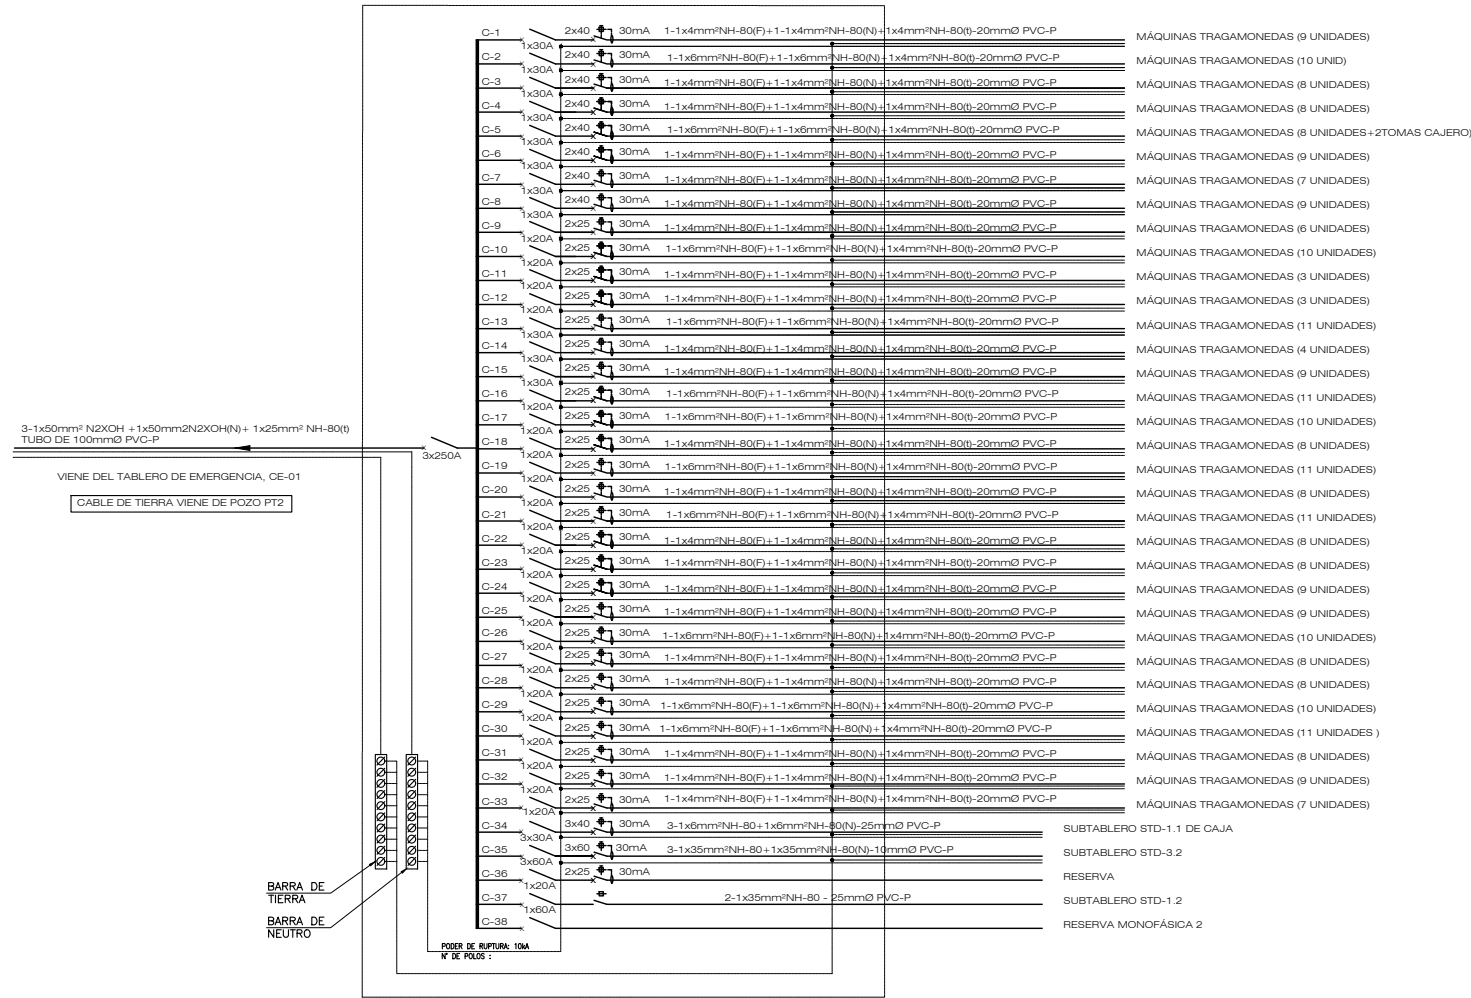 C-1 2x40 30mA 1-1x4mm²NH-80(F)+1-1x4mm²NH-80(N)+1x4mm²NH-80(t)-20mmØ PVC-P MÁQUINAS TRAGAMONEDAS (9 UNIDADES)
1x30A
C-2 2x40 30mA 1-1x6mm²NH-80(F)+1-1x6mm²NH-80(N)+1x4mm²NH-80(t)-20mmØ PVC-P MÁQUINAS TRAGAMONEDAS (10 UNID)
1x30A
C-3 2x40 30mA 1-1x4mm²NH-80(F)+1-1x4mm²NH-80(N)+1x4mm²NH-80(t)-20mmØ PVC-P MÁQUINAS TRAGAMONEDAS (8 UNIDADES)
1x30A
C-4 2x40 30mA 1-1x4mm²NH-80(F)+1-1x4mm²NH-80(N)+1x4mm²NH-80(t)-20mmØ PVC-P MÁQUINAS TRAGAMONEDAS (8 UNIDADES)
1x30A
C-5 2x40 30mA 1-1x6mm²NH-80(F)+1-1x6mm²NH-80(N)+1x4mm²NH-80(t)-20mmØ PVC-P MÁQUINAS TRAGAMONEDAS (8 UNIDADES+2TOMAS CAJERO)
1x30A
C-6 2x40 30mA 1-1x4mm²NH-80(F)+1-1x4mm²NH-80(N)+1x4mm²NH-80(t)-20mmØ PVC-P MÁQUINAS TRAGAMONEDAS (9 UNIDADES)
1x30A
C-7 2x40 30mA 1-1x4mm²NH-80(F)+1-1x4mm²NH-80(N)+1x4mm²NH-80(t)-20mmØ PVC-P MÁQUINAS TRAGAMONEDAS (7 UNIDADES)
1x30A
C-8 2x40 30mA 1-1x4mm²NH-80(F)+1-1x4mm²NH-80(N)+1x4mm²NH-80(t)-20mmØ PVC-P MÁQUINAS TRAGAMONEDAS (9 UNIDADES)
1x30A
C-9 2x25 30mA 1-1x4mm²NH-80(F)+1-1x4mm²NH-80(N)+1x4mm²NH-80(t)-20mmØ PVC-P MÁQUINAS TRAGAMONEDAS (6 UNIDADES)
1x20A
C-10 2x25 30mA 1-1x6mm²NH-80(F)+1-1x6mm²NH-80(N)+1x4mm²NH-80(t)-20mmØ PVC-P MÁQUINAS TRAGAMONEDAS (10 UNIDADES)
1x20A
C-11 2x25 30mA 1-1x4mm²NH-80(F)+1-1x4mm²NH-80(N)+1x4mm²NH-80(t)-20mmØ PVC-P MÁQUINAS TRAGAMONEDAS (3 UNIDADES)
1x20A
C-12 2x25 30mA 1-1x4mm²NH-80(F)+1-1x4mm²NH-80(N)+1x4mm²NH-80(t)-20mmØ PVC-P MÁQUINAS TRAGAMONEDAS (3 UNIDADES)
1x20A
C-13 2x25 30mA 1-1x6mm²NH-80(F)+1-1x6mm²NH-80(N)+1x4mm²NH-80(t)-20mmØ PVC-P MÁQUINAS TRAGAMONEDAS (11 UNIDADES)
1x30A
C-14 2x25 30mA 1-1x4mm²NH-80(F)+1-1x4mm²NH-80(N)+1x4mm²NH-80(t)-20mmØ PVC-P MÁQUINAS TRAGAMONEDAS (4 UNIDADES)
1x30A
C-15 2x25 30mA 1-1x4mm²NH-80(F)+1-1x4mm²NH-80(N)+1x4mm²NH-80(t)-20mmØ PVC-P MÁQUINAS TRAGAMONEDAS (9 UNIDADES)
1x30A
C-16 2x25 30mA 1-1x6mm²NH-80(F)+1-1x6mm²NH-80(N)+1x4mm²NH-80(t)-20mmØ PVC-P MÁQUINAS TRAGAMONEDAS (11 UNIDADES)
1x20A
C-17 2x25 30mA 1-1x6mm²NH-80(F)+1-1x6mm²NH-80(N)+1x4mm²NH-80(t)-20mmØ PVC-P MÁQUINAS TRAGAMONEDAS (10 UNIDADES)
1x20A
3-1x50mm² N2XOH +1x50mm2N2XOH(N)+ 1x25mm² NH-80(t)
TUBO DE 100mmØ PVC-P
3x250A
VIENE DEL TABLERO DE EMERGENCIA, CE-01
CABLE DE TIERRA VIENE DE POZO PT2
C-18 2x25 30mA 1-1x4mm²NH-80(F)+1-1x4mm²NH-80(N)+1x4mm²NH-80(t)-20mmØ PVC-P MÁQUINAS TRAGAMONEDAS (8 UNIDADES)
1x20A
C-19 2x25 30mA 1-1x6mm²NH-80(F)+1-1x6mm²NH-80(N)+1x4mm²NH-80(t)-20mmØ PVC-P MÁQUINAS TRAGAMONEDAS (11 UNIDADES)
1x20A
C-20 2x25 30mA 1-1x4mm²NH-80(F)+1-1x4mm²NH-80(N)+1x4mm²NH-80(t)-20mmØ PVC-P MÁQUINAS TRAGAMONEDAS (8 UNIDADES)
1x20A
C-21 2x25 30mA 1-1x6mm²NH-80(F)+1-1x6mm²NH-80(N)+1x4mm²NH-80(t)-20mmØ PVC-P MÁQUINAS TRAGAMONEDAS (11 UNIDADES)
1x20A
C-22 2x25 30mA 1-1x4mm²NH-80(F)+1-1x4mm²NH-80(N)+1x4mm²NH-80(t)-20mmØ PVC-P MÁQUINAS TRAGAMONEDAS (8 UNIDADES)
1x20A
C-23 2x25 30mA 1-1x4mm²NH-80(F)+1-1x4mm²NH-80(N)+1x4mm²NH-80(t)-20mmØ PVC-P MÁQUINAS TRAGAMONEDAS (8 UNIDADES)
1x20A
C-24 2x25 30mA 1-1x4mm²NH-80(F)+1-1x4mm²NH-80(N)+1x4mm²NH-80(t)-20mmØ PVC-P MÁQUINAS TRAGAMONEDAS (9 UNIDADES)
1x20A
C-25 2x25 30mA 1-1x4mm²NH-80(F)+1-1x4mm²NH-80(N)+1x4mm²NH-80(t)-20mmØ PVC-P MÁQUINAS TRAGAMONEDAS (9 UNIDADES)
1x20A
C-26 2x25 30mA 1-1x6mm²NH-80(F)+1-1x6mm²NH-80(N)+1x4mm²NH-80(t)-20mmØ PVC-P MÁQUINAS TRAGAMONEDAS (10 UNIDADES)
1x20A
C-27 2x25 30mA 1-1x4mm²NH-80(F)+1-1x4mm²NH-80(N)+1x4mm²NH-80(t)-20mmØ PVC-P MÁQUINAS TRAGAMONEDAS (8 UNIDADES)
1x20A
C-28 2x25 30mA 1-1x4mm²NH-80(F)+1-1x4mm²NH-80(N)+1x4mm²NH-80(t)-20mmØ PVC-P MÁQUINAS TRAGAMONEDAS (8 UNIDADES)
1x20A
C-29 2x25 30mA 1-1x6mm²NH-80(F)+1-1x6mm²NH-80(N)+1x4mm²NH-80(t)-20mmØ PVC-P MÁQUINAS TRAGAMONEDAS (10 UNIDADES)
1x20A
C-30 2x25 30mA 1-1x6mm²NH-80(F)+1-1x6mm²NH-80(N)+1x4mm²NH-80(t)-20mmØ PVC-P MÁQUINAS TRAGAMONEDAS (11 UNIDADES )
1x20A
C-31 2x25 30mA 1-1x4mm²NH-80(F)+1-1x4mm²NH-80(N)+1x4mm²NH-80(t)-20mmØ PVC-P MÁQUINAS TRAGAMONEDAS (8 UNIDADES)
1x20A
C-32 2x25 30mA 1-1x4mm²NH-80(F)+1-1x4mm²NH-80(N)+1x4mm²NH-80(t)-20mmØ PVC-P MÁQUINAS TRAGAMONEDAS (9 UNIDADES)
1x20A
C-33 2x25 30mA 1-1x4mm²NH-80(F)+1-1x4mm²NH-80(N)+1x4mm²NH-80(t)-20mmØ PVC-P MÁQUINAS TRAGAMONEDAS (7 UNIDADES)
1x20A
C-34 3x40 30mA 3-1x6mm²NH-80+1x6mm²NH-80(N)-25mmØ PVC-P SUBTABLERO STD-1.1 DE CAJA
3x30A
C-35 3x60 30mA 3-1x35mm²NH-80+1x35mm²NH-80(N)-10mmØ PVC-P SUBTABLERO STD-3.2
3x60A
C-36 2x25 30mA RESERVA
1x20A
C-37 2-1x35mm²NH-80 - 25mmØ PVC-P SUBTABLERO STD-1.2
1x60A
C-38 RESERVA MONOFÁSICA 2
BARRA DE
TIERRA
BARRA DE
NEUTRO
PODER DE RUPTURA: 10kA
N° DE POLOS :